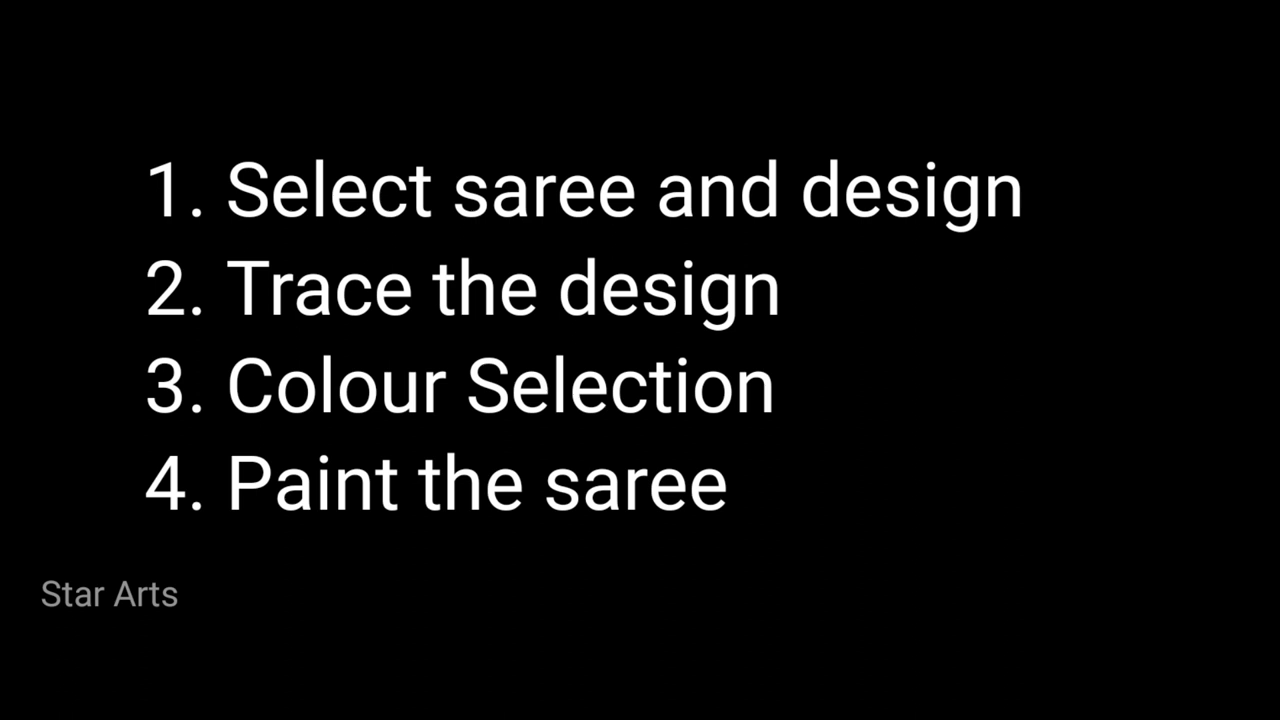 1. Select saree and design
2. Trace the design
3. Colour Selection
4. Paint the saree
Star Arts